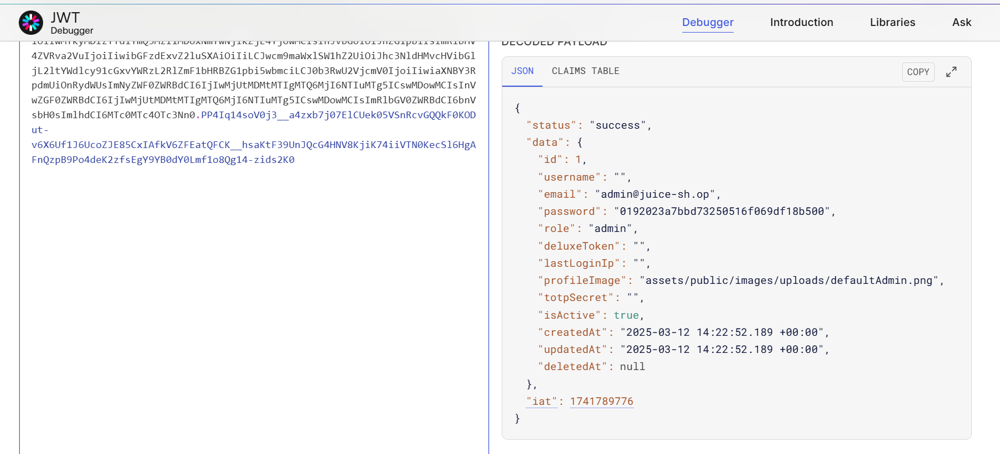 JWT
Debugger
Debugger
Introduction
Libraries
Ask
4ZVRva2VuIjoiIiwibGFzdExvZ2luSXAiOiIiLCJwcm9maWxlSW1hZ2UiOiJhc3NldHMvcHVibGl
jL2ltYWdlcy91cGxvYWRzL2RlZmF1bHRBZG1pbi5wbmciLCJ0b3RwU2VjcmV0IjoiIiwiaXNBY3R
pdmUiOnRydWUsImNyZWF0ZWRBdCI6IjIwMjUtMDMtMTIgMTQ6MjI6NTIuMTg5ICswMDowMCIsInV
wZGF0ZWRBdCI6IjIwMjUtMDMtMTIgMTQ6MjI6NTIuMTg5ICswMDowMCIsImRlbGV0ZWRBdCI6bnV
sbH0sImlhdCI6MTc0MTc4OTc3Nn0.PP4Iq14soV0j3__a4zxb7j07ElCUek05VSnRcvGQQkF0KOD
ut-
v6X6Uf1J6UcoZJE85CxIAfkV6ZFEatQFCK__hsaKtF39UnJQcG4HNV8KjiK74iiVTN0KecSl6HgA
FnQzpB9Po4deK2zfsEgY9YB0dY0Lmf1o8Qg14-zids2K0
DECODED PAYLOAD
JSON
CLAIMS TABLE
COPY
{
"status": "success",
"data": {
"id": 1,
"username": "",
"email": "admin@juice-sh.op",
"password": "0192023a7bbd73250516f069df18b500",
"role": "admin",
"deluxeToken": "",
"lastLoginIp": "",
"profileImage": "assets/public/images/uploads/defaultAdmin.png",
"totpSecret": "",
"isActive": true,
"createdAt": "2025-03-12 14:22:52.189 +00:00",
"updatedAt": "2025-03-12 14:22:52.189 +00:00",
"deletedAt": null
},
"iat": 1741789776
}